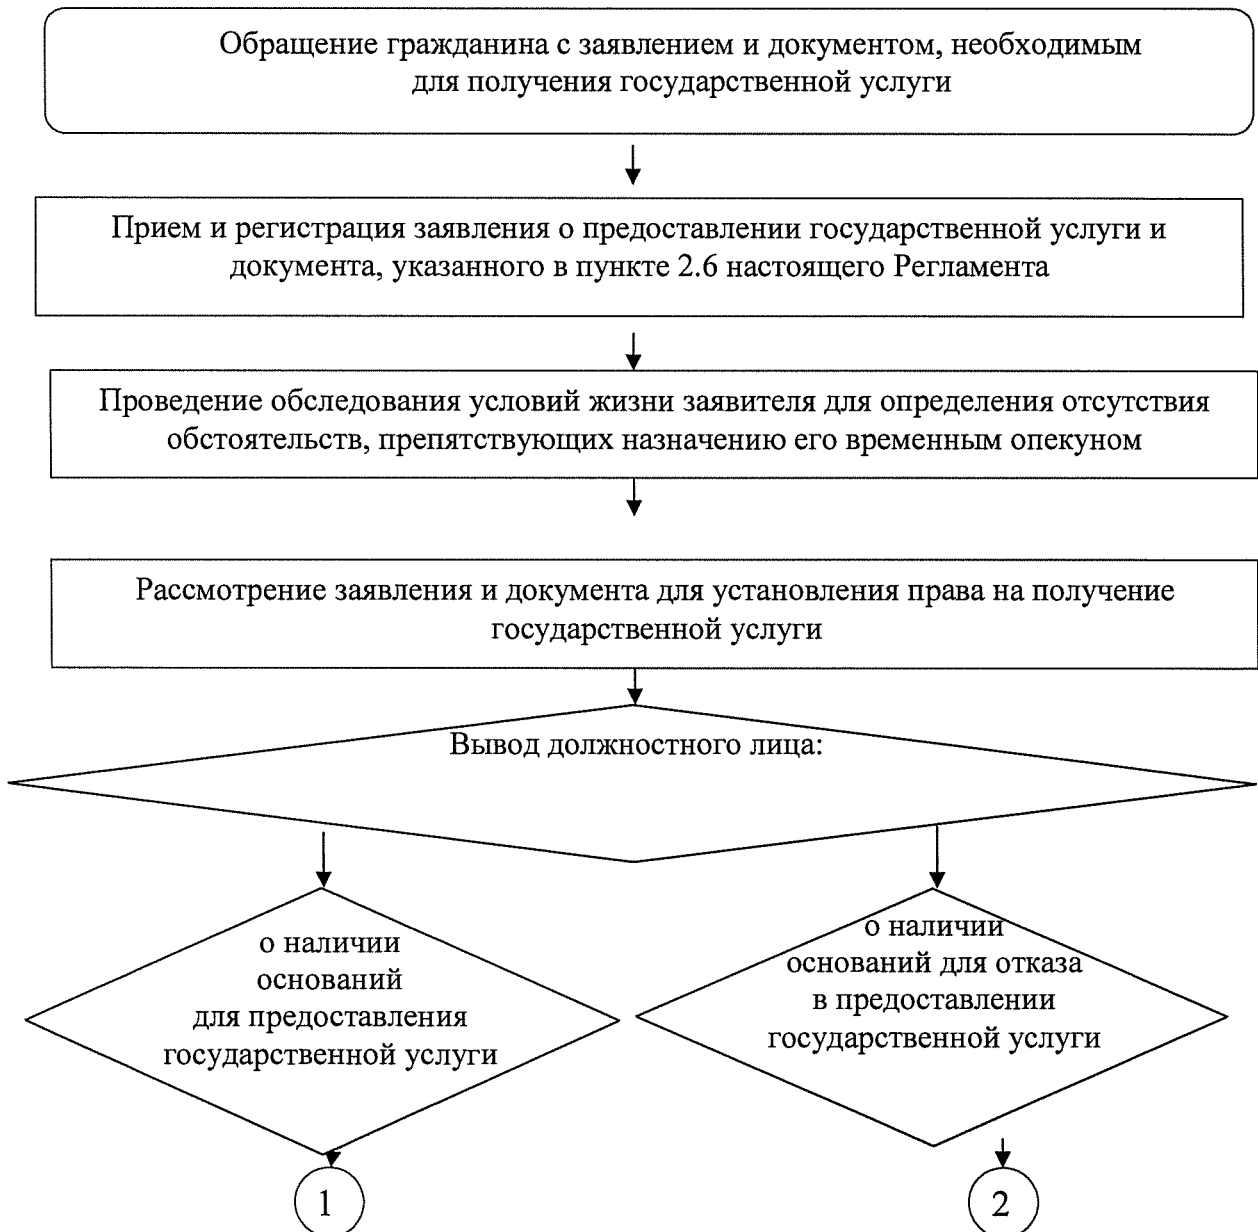 Обращение гражданина с заявлением и документом, необходимым
для получения государственной услуги
Прием и регистрация заявления о предоставлении государственной услуги и
документа, указанного в пункте 2.6 настоящего Регламента
Проведение обследования условий жизни заявителя для определения отсутствия
обстоятельств, препятствующих назначению его временным опекуном
Рассмотрение заявления и документа для установления права на получение
государственной услуги
Вывод должностного лица:
о наличии
оснований
для предоставления
государственной услуги
о наличии
оснований для отказа
в предоставлении
государственной услуги
1
2